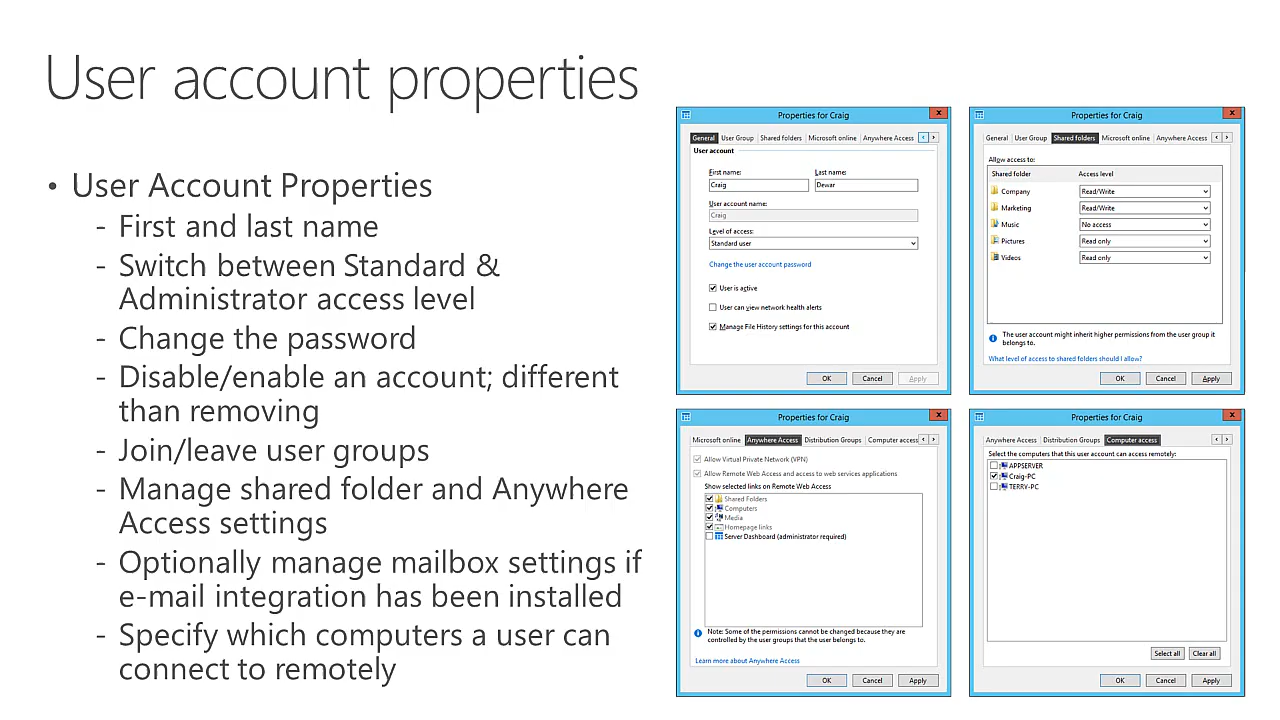 User account properties
• User Account Properties
- First and last name
- Switch between Standard &
Administrator access level
- Change the password
- Disable/enable an account; different
than removing
- Join/leave user groups
- Manage shared folder and Anywhere
Access settings
- Optionally manage mailbox settings if
e-mail integration has been installed
- Specify which computers a user can
connect to remotely
Properties for Craig
General User Group Shared folders Microsoft online Anywhere Access
User account
First name: Last name:
Craig Dewar
User account name:
Craig
Level of access:
Standard user
Change the user account password
User is active
User can view network health alerts
Manage File History settings for this account
OK Cancel Apply
Properties for Craig
General User Group Shared folders Microsoft online Anywhere Access
Allow access to:
Shared folder Access level
Company Read/Write
Marketing Read/Write
Music No access
Pictures Read only
Videos Read only
The user account might inherit higher permissions from the user group it
belongs to.
What level of access to shared folders should I allow?
OK Cancel Apply
Properties for Craig
Microsoft online Anywhere Access Distribution Groups Computer access
Allow Virtual Private Network (VPN)
Allow Remote Web Access and access to web services applications
Show selected links on Remote Web Access
Shared Folders
Computers
Media
Homepage links
Server Dashboard (administrator required)
Note: Some of the permissions cannot be changed because they are
controlled by the user groups that the user belongs to.
Learn more about Anywhere Access
OK Cancel Apply
Properties for Craig
Anywhere Access Distribution Groups Computer access
Select the computers that this user account can access remotely:
APPSERVER
Craig-PC
TERRY-PC
Select all Clear all
OK Cancel Apply